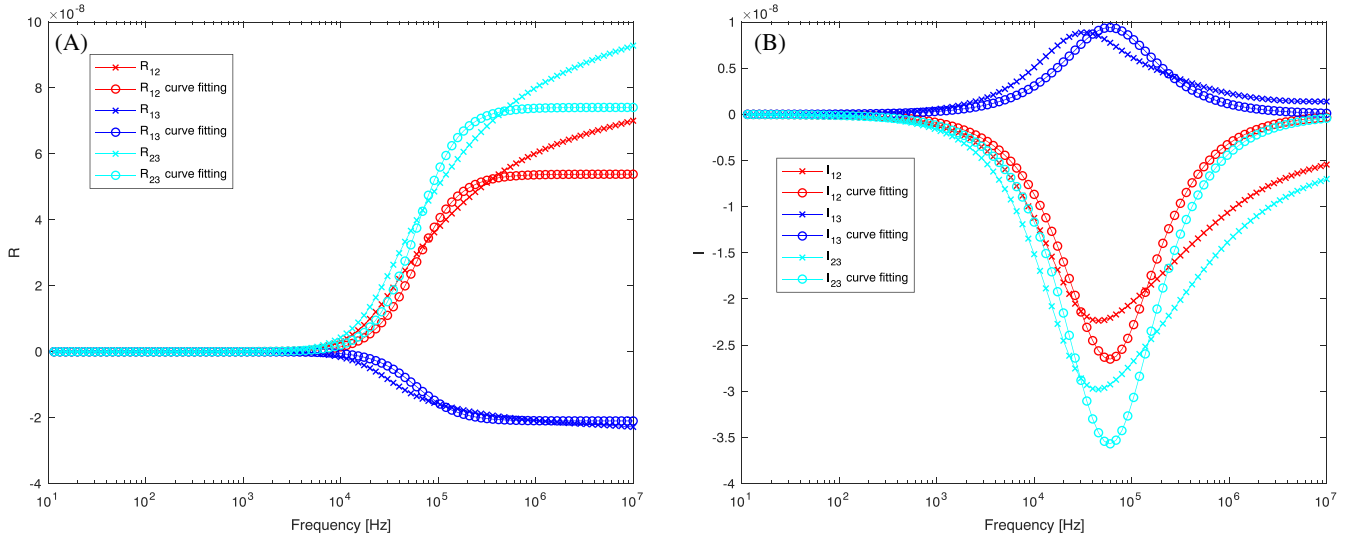 ×10⁻⁸
10
(A)
R₁₂
R₁₂ curve fitting
R₁₃
R₁₃ curve fitting
R₂₃
R₂₃ curve fitting
8
6
4
2
0
-2
-4
R
10¹ 10² 10³ 10⁴ 10⁵ 10⁶ 10⁷
Frequency [Hz]
×10⁻⁸
1
(B)
0.5
0
-0.5
-1
-1.5
-2
-2.5
-3
-3.5
-4
I
I₁₂
I₁₂ curve fitting
I₁₃
I₁₃ curve fitting
I₂₃
I₂₃ curve fitting
10¹ 10² 10³ 10⁴ 10⁵ 10⁶ 10⁷
Frequency [Hz]